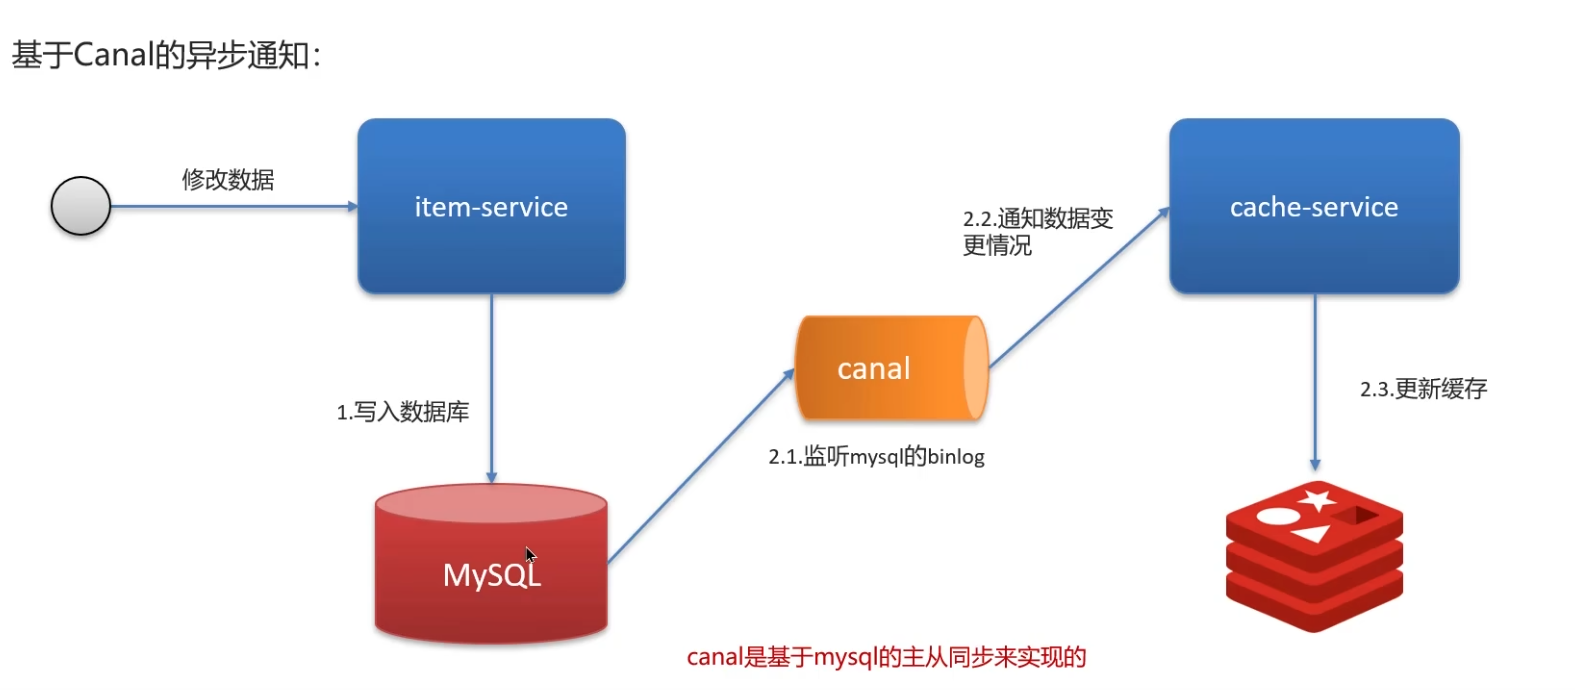 基于Canal的异步通知：
修改数据
item-service
cache-service
2.2.通知数据变
更情况
canal
1.写入数据库
2.3.更新缓存
2.1.监听mysql的binlog
MySQL
canal是基于mysql的主从同步来实现的